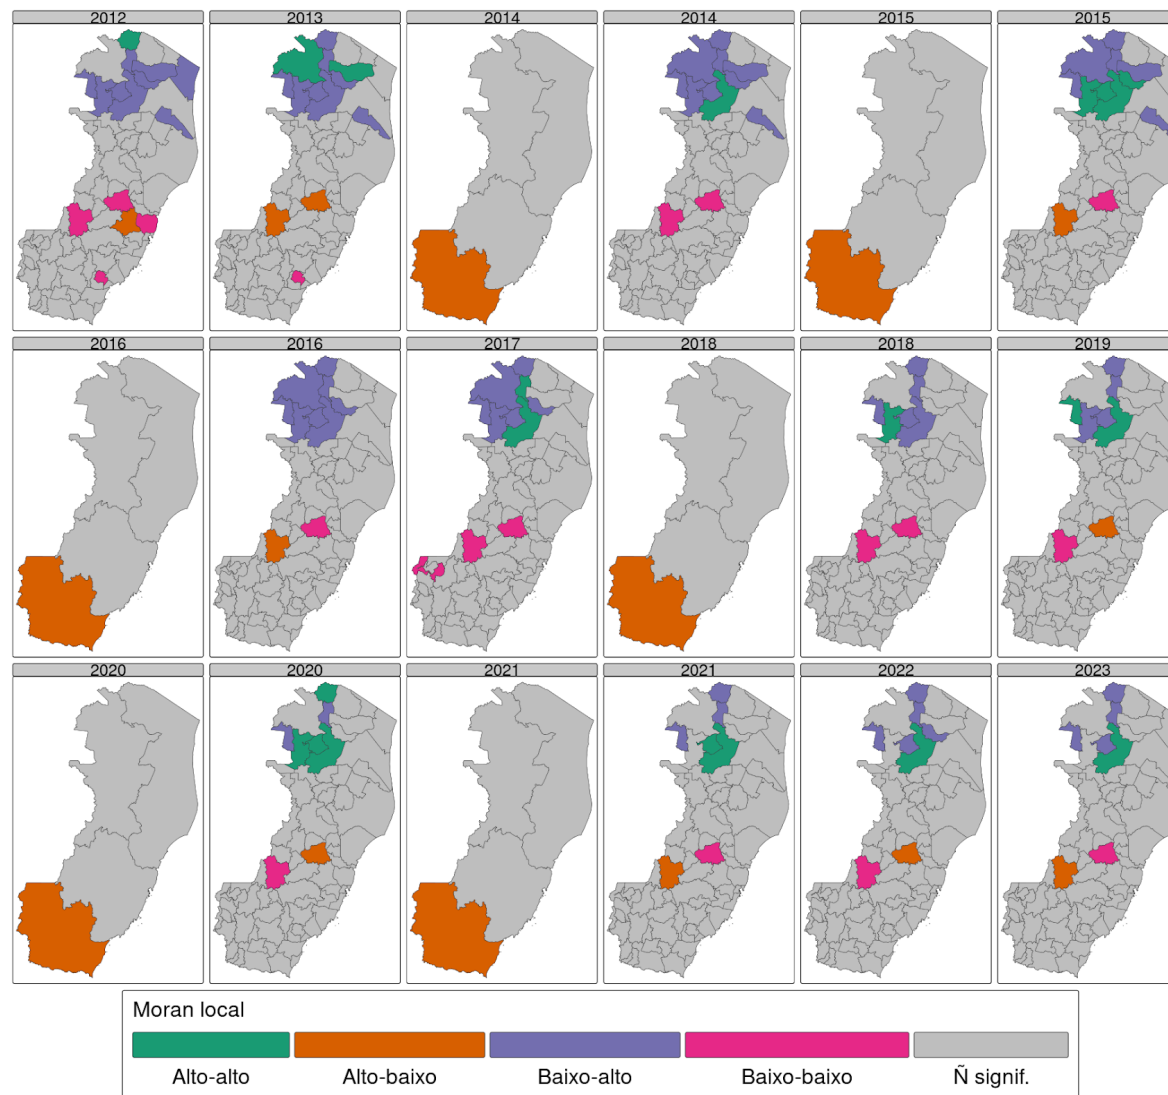 2012 2013 2014 2014 2015 2015
2016 2016 2017 2018 2018 2019
2020 2020 2021 2021 2022 2023
Moran local
Alto-alto Alto-baixo Baixo-alto Baixo-baixo Ñ signif.